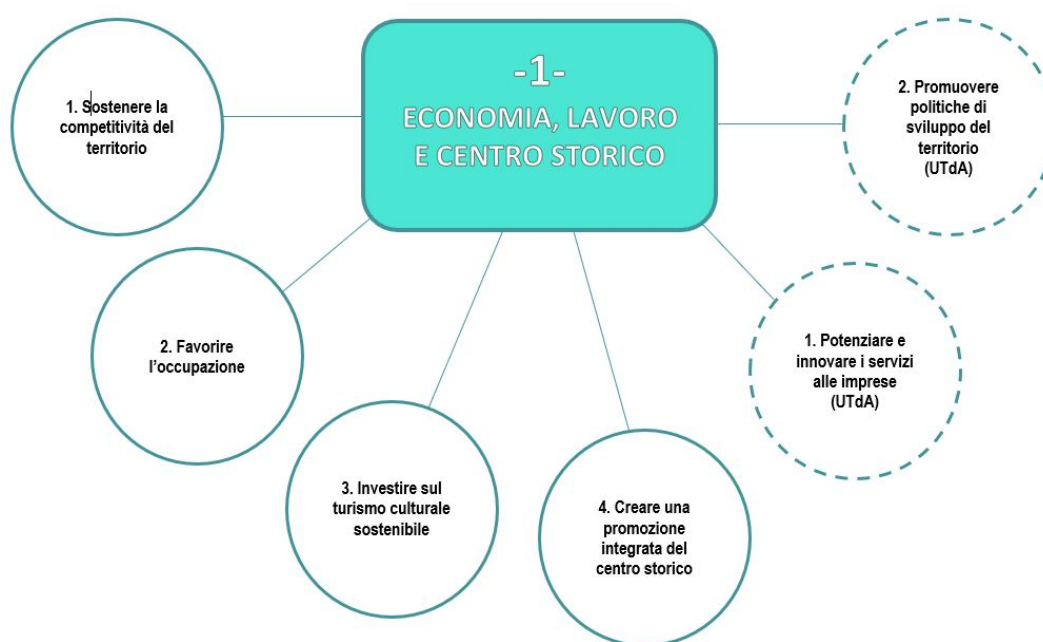 -1-
ECONOMIA, LAVORO
E CENTRO STORICO
1. Sostenere la
competitività del
territorio
2. Favorire
l'occupazione
3. Investire sul
turismo culturale
sostenibile
4. Creare una
promozione
integrata del
centro storico
1. Potenziare e
innovare i servizi
alle imprese
(UTdA)
2. Promuovere
politiche di
sviluppo del
territorio
(UTdA)